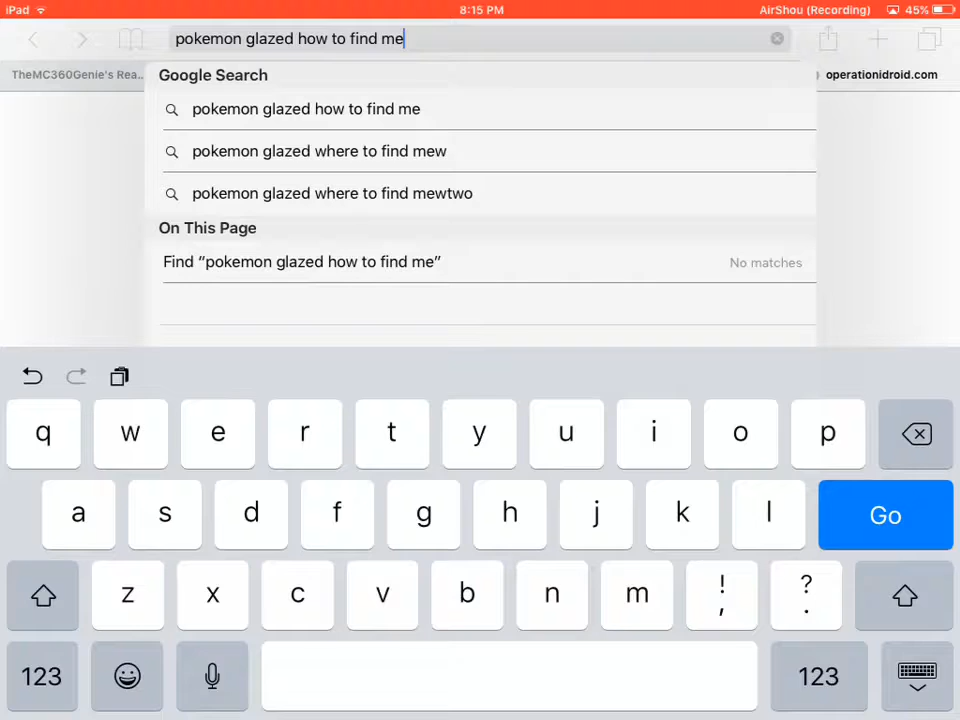 iPad 8:15 PM AirShou (Recording) 45%
pokemon glazed how to find me
TheMC360Genie's Rea... operationidroid.com
Google Search
pokemon glazed how to find me
pokemon glazed where to find mew
pokemon glazed where to find mewtwo
On This Page
Find “pokemon glazed how to find me” No matches
q w e r t y u i o p
a s d f g h j k l Go
z x c v b n m ! , ? .
123 123